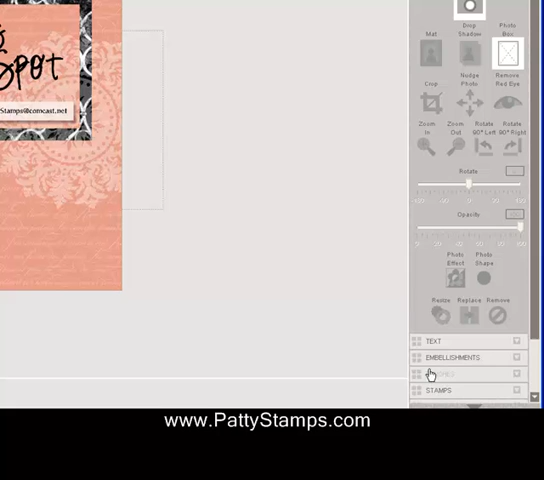 Spot
Stamps@comcast.net
Mat
Drop
Shadow
Photo
Box
Crop
Nudge
Photo
Remove
Red Eye
Zoom
In
Zoom
Out
Rotate
90° Left
Rotate
90° Right
Rotate
Opacity
Photo
Effect
Photo
Shape
Resize Replace Remove
TEXT
EMBELLISHMENTS
STAMPS
www.PattyStamps.com